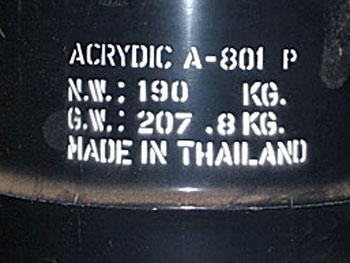 ACRYDIC A-801 P
N.W.: 190 KG.
G.W.: 207.8 KG.
MADE IN THAILAND